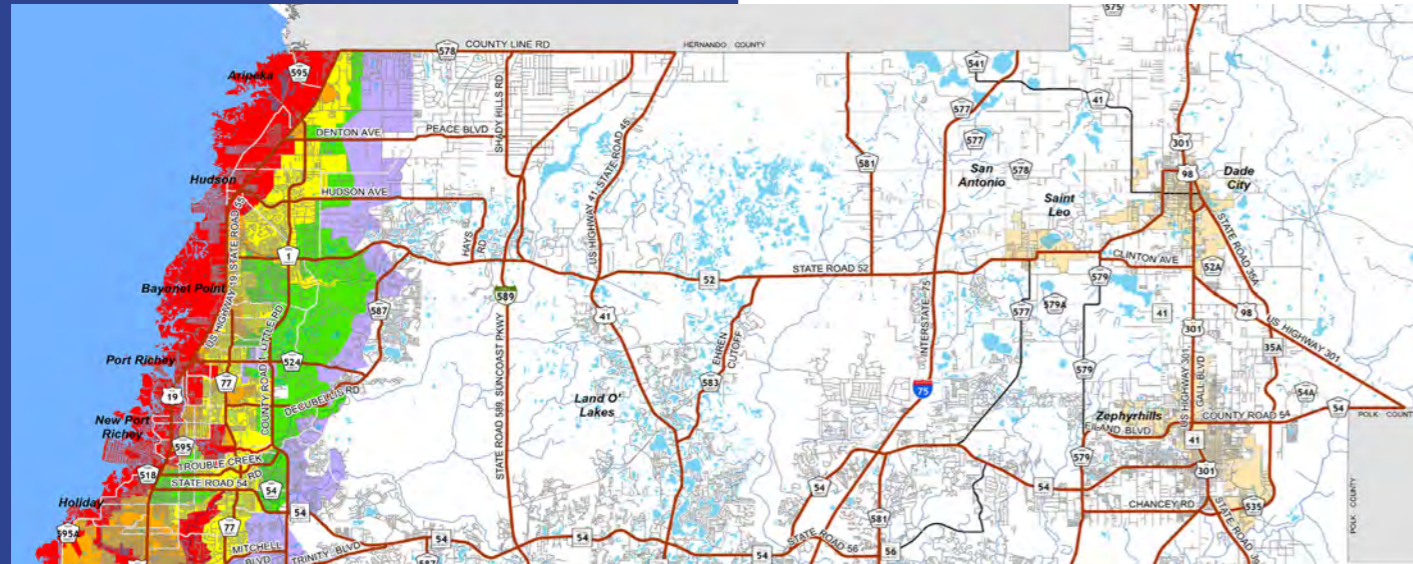 575
COUNTY LINE RD
578
HERNANDO COUNTY
Aripeka
595
541
577
41
DENTON AVE
PEACE BLVD
SHADY HILLS RD
US HIGHWAY 41, STATE ROAD 45
581
577
San
Antonio
578
301
98
Dade
City
Hudson
HUDSON AVE
Saint
Leo
US HIGHWAY 19, STATE ROAD 55
HAYS
RD
1
STATE ROAD 35A
CLINTON AVE
52A
STATE ROAD 52
52
579
Bayonet Point
589
587
41
INTERSTATE 75
577
579A
41
301
98
US HIGHWAY 301
35A
Port Richey
524
COUNTY ROAD 1, LITTLE RD
STATE ROAD 589, SUNCOAST PKWY
EHREN
CUTOFF
583
579
US HIGHWAY 301
GALL BLVD
77
19
DECUBELLIS RD
Land O'
Lakes
75
54A
54
COUNTY ROAD 54
New Port
Richey
Zephyrhills
EILAND BLVD
41
595
TROUBLE CREEK
RD
518
STATE ROAD 54
54
579
301
54
54
CHANCEY RD
535
POLK COUNTY
Holiday
595A
77
54
54
54
54
581
STATE ROAD 56
56
MITCHELL
BLVD
TRINITY BLVD
587